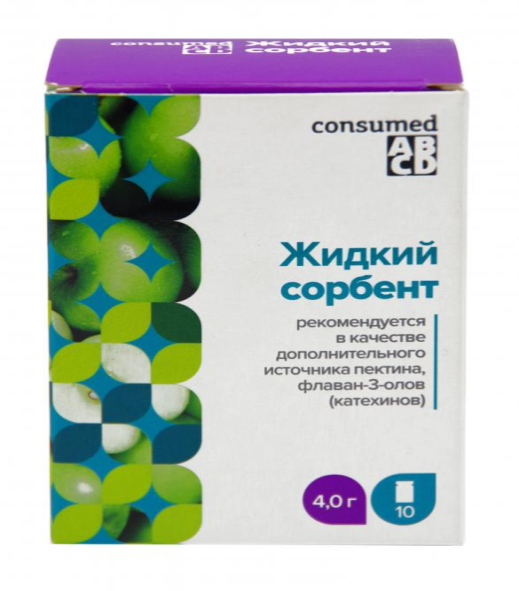 consumed
AB
CD
Жидкий
сорбент
consumed
AB
CD
Жидкий
сорбент
рекомендуется
в качестве
дополнительного
источника пектина,
флаван-3-олов
(катехинов)
4,0 г
10